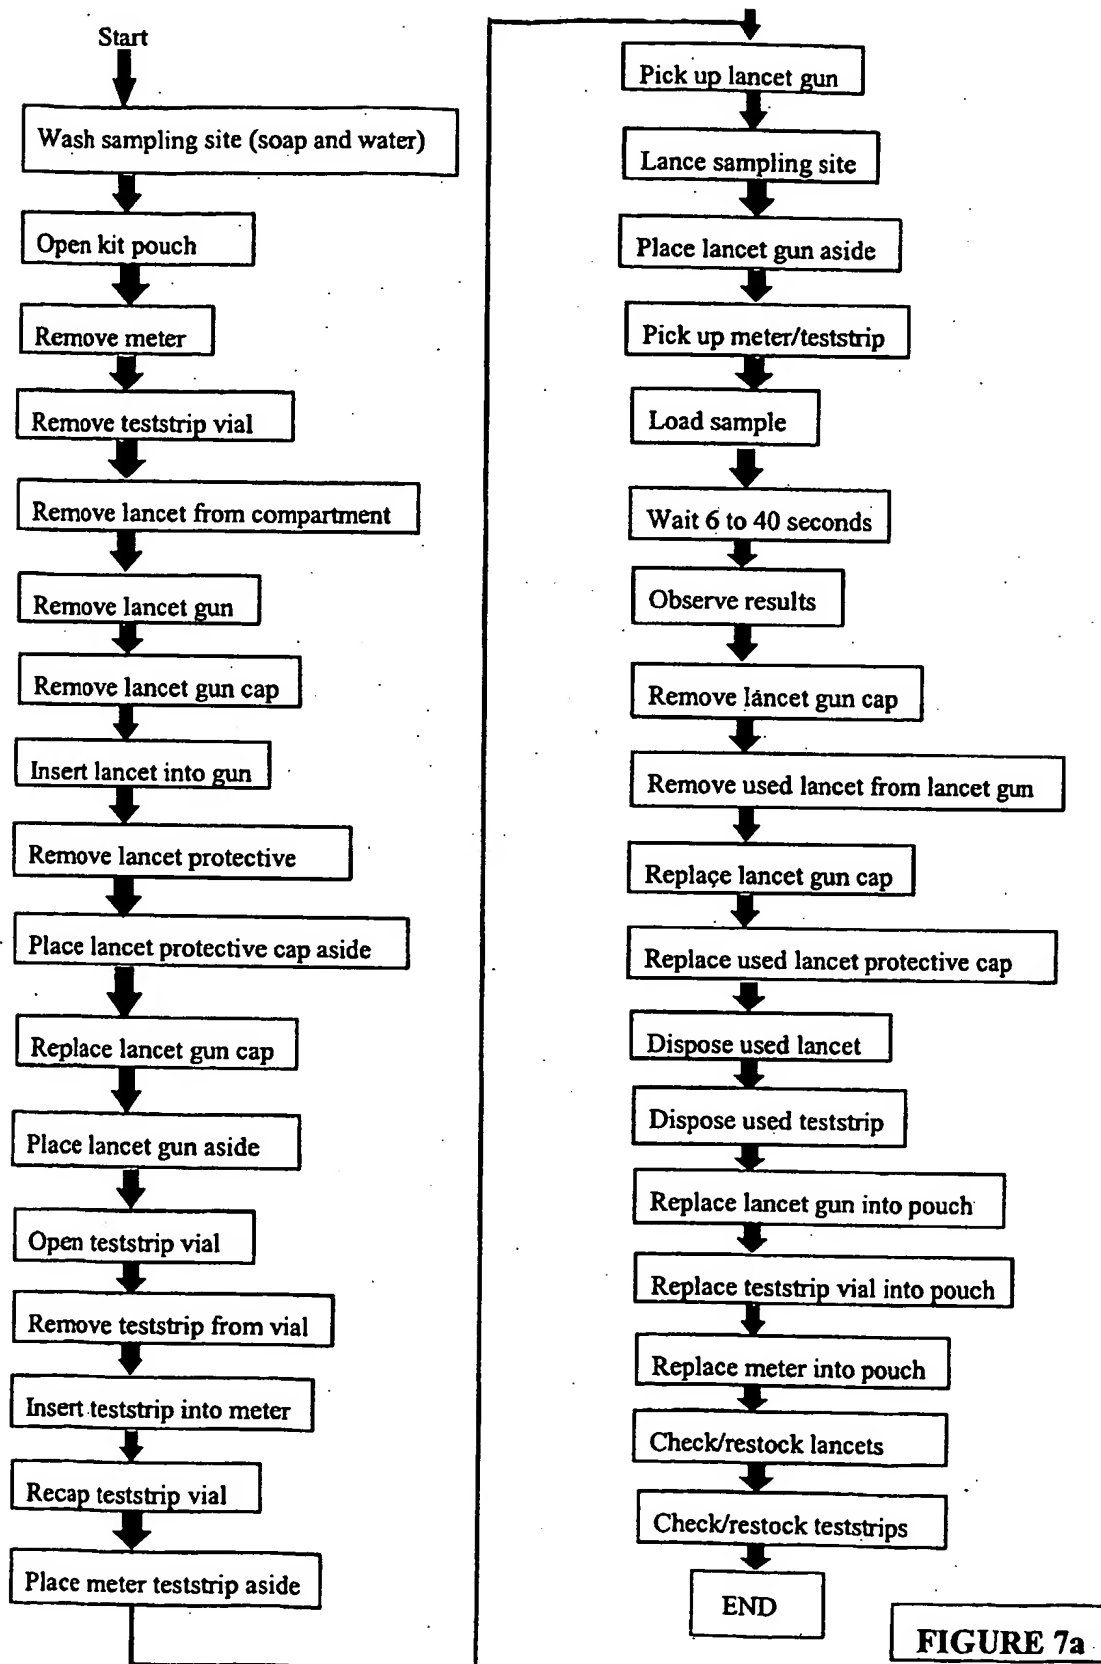 Start
Wash sampling site (soap and water)
Open kit pouch
Remove meter
Remove teststrip vial
Remove lancet from compartment
Remove lancet gun
Remove lancet gun cap
Insert lancet into gun
Remove lancet protective
Place lancet protective cap aside
Replace lancet gun cap
Place lancet gun aside
Open teststrip vial
Remove teststrip from vial
Insert teststrip into meter
Recap teststrip vial
Place meter teststrip aside
Pick up lancet gun
Lance sampling site
Place lancet gun aside
Pick up meter/teststrip
Load sample
Wait 6 to 40 seconds
Observe results
Remove lancet gun cap
Remove used lancet from lancet gun
Replace lancet gun cap
Replace used lancet protective cap
Dispose used lancet
Dispose used teststrip
Replace lancet gun into pouch
Replace teststrip vial into pouch
Replace meter into pouch
Check/restock lancets
Check/restock teststrips
END
FIGURE 7a